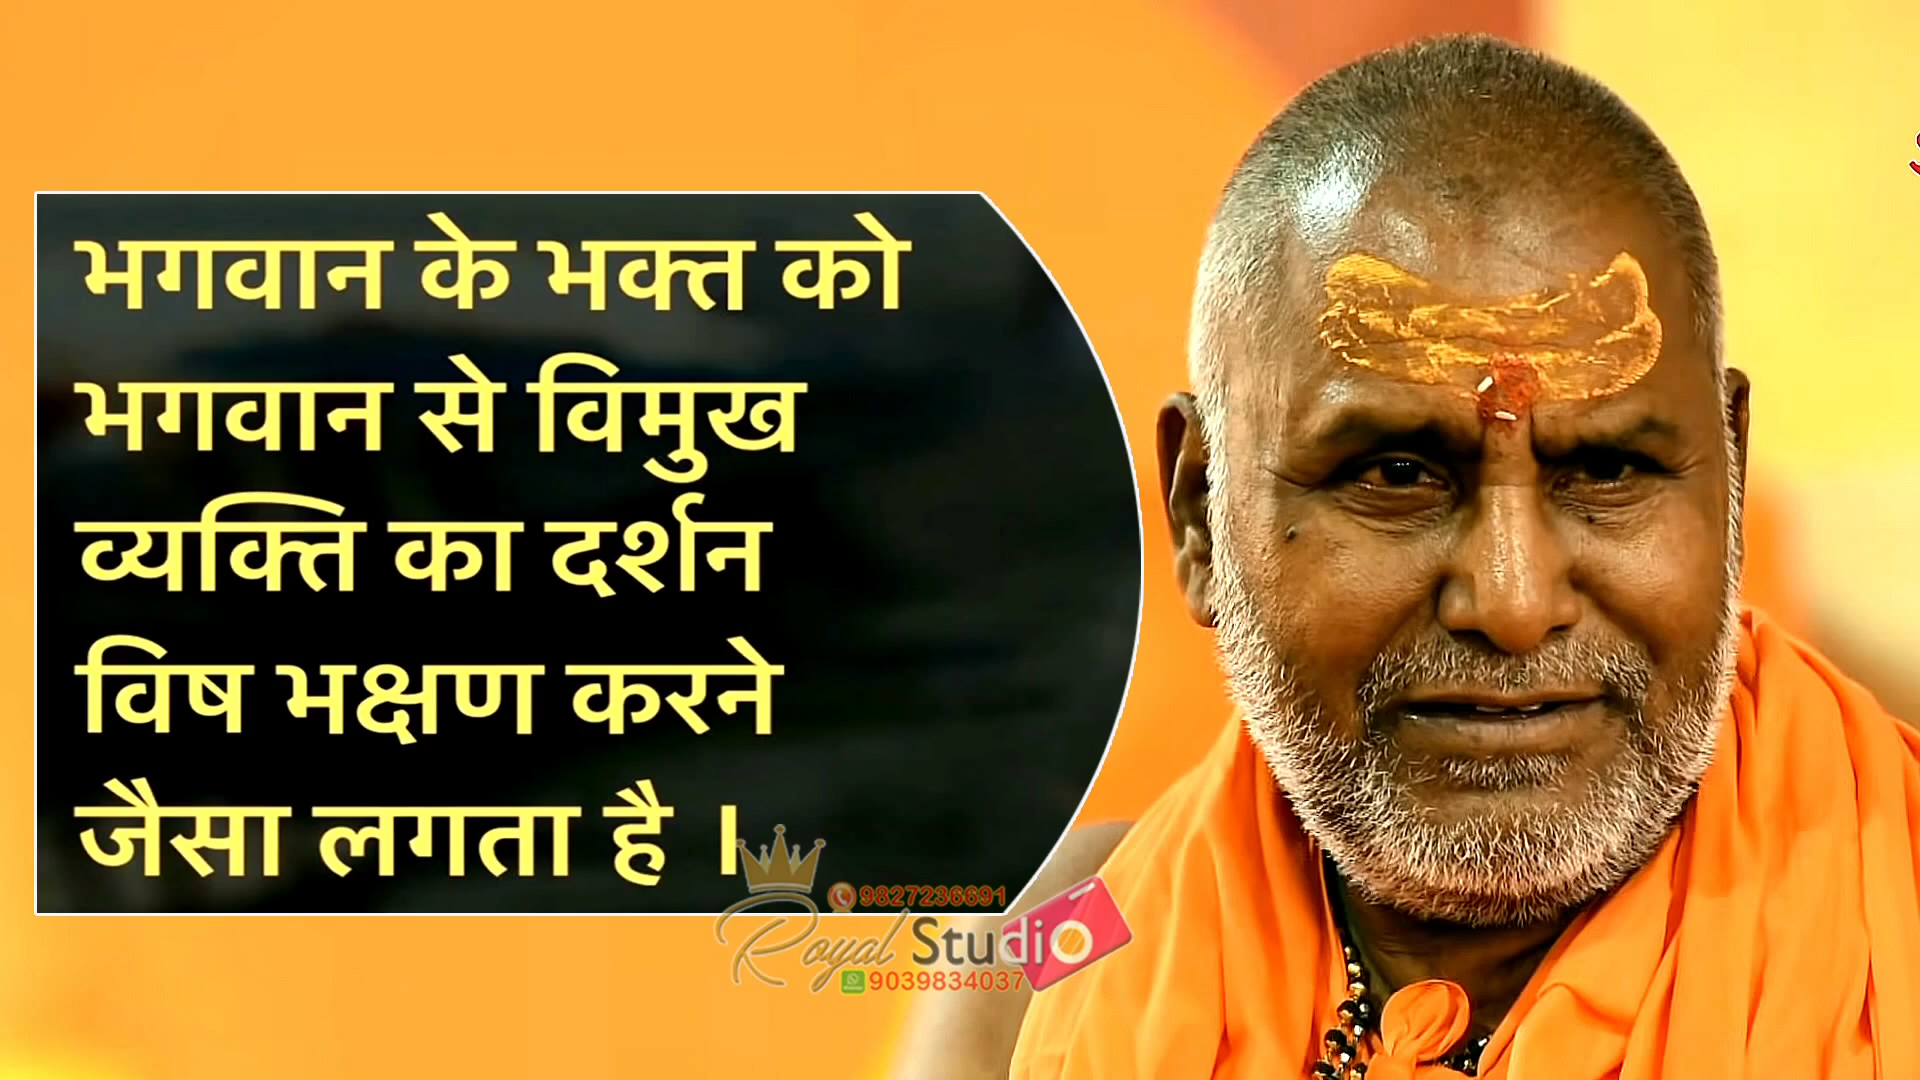 भगवान के भक्त को
भगवान से विमुख
व्यक्ति का दर्शन
विष भक्षण करने
जैसा लगता है ।
9827236691
Royal Studio
9039834037